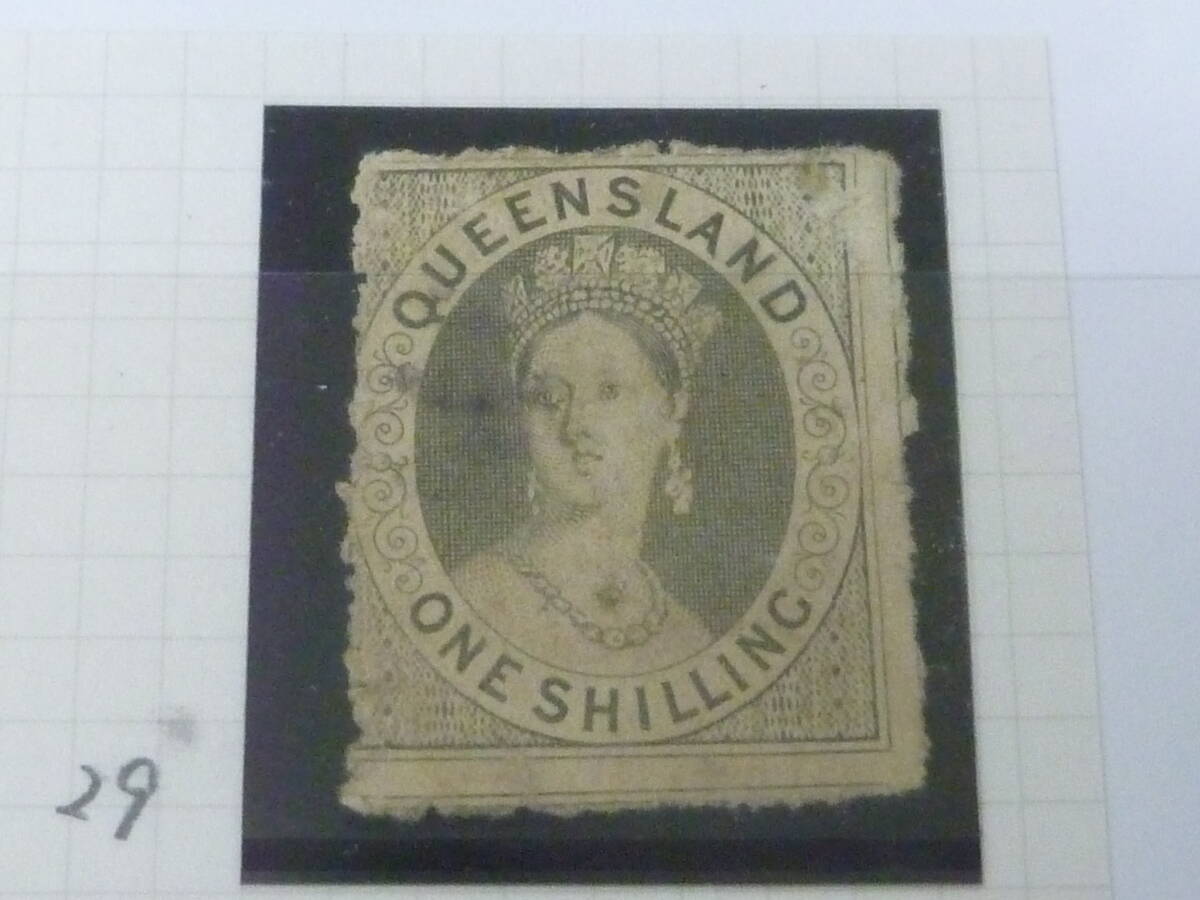 QUEENSLAND
ONE SHILLING
29